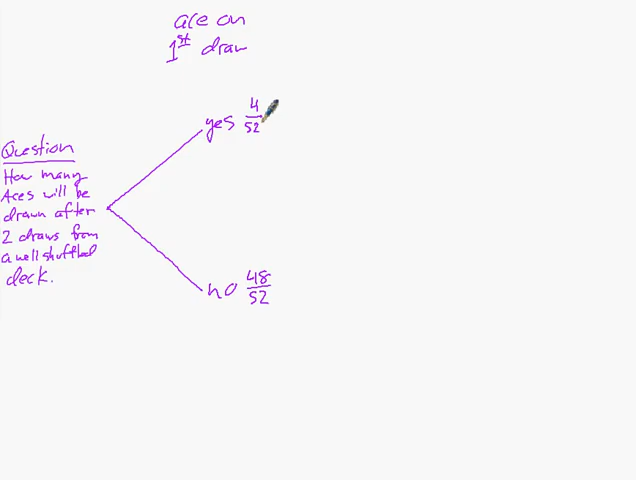 ace on
1st draw
yes 4/52
Question
How many
Aces will be
drawn after
2 draws from
a well shuffled
deck.
no 48/52